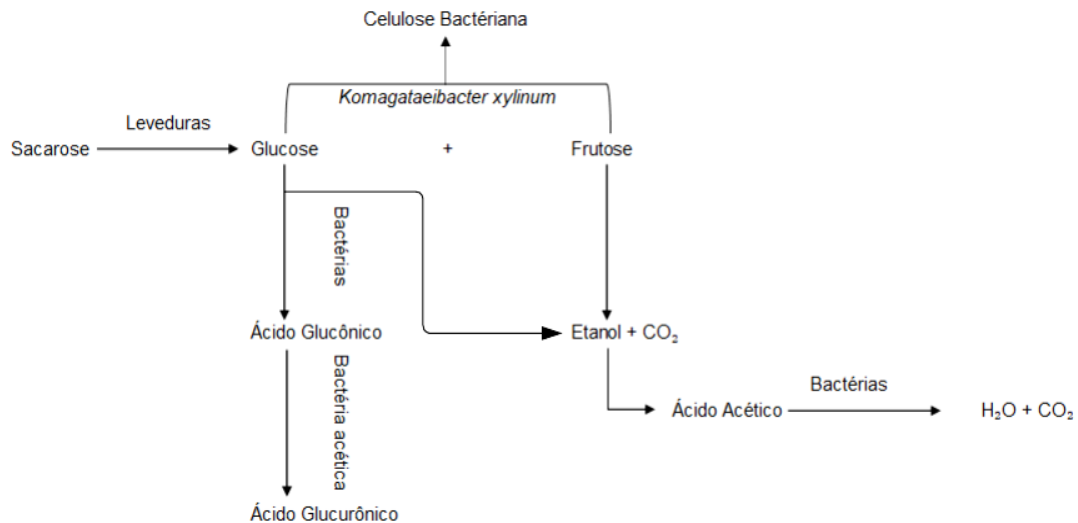 Celulose Bactériana
Komagataeibacter xylinum
Leveduras
Sacarose
Glucose
+
Frutose
Bactérias
Ácido Glucônico
Etanol + CO₂
Bactéria acética
Ácido Acético
Bactérias
H₂O + CO₂
Ácido Glucurônico